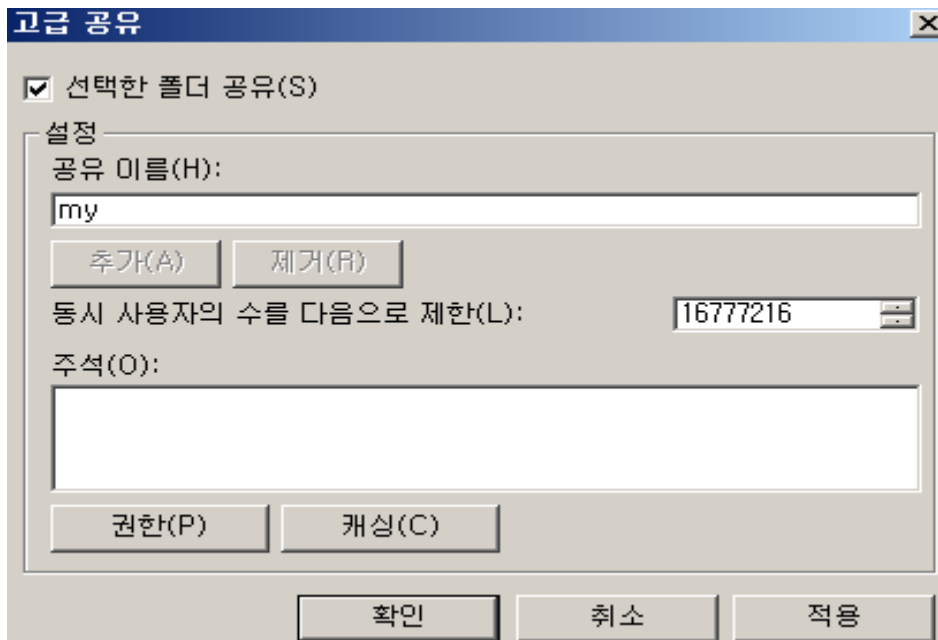 고급 공유
선택한 폴더 공유(S)
설정
공유 이름(H):
my
추가(A) 제거(R)
동시 사용자의 수를 다음으로 제한(L): 16777216
주석(O):
권한(P) 캐싱(C)
확인 취소 적용